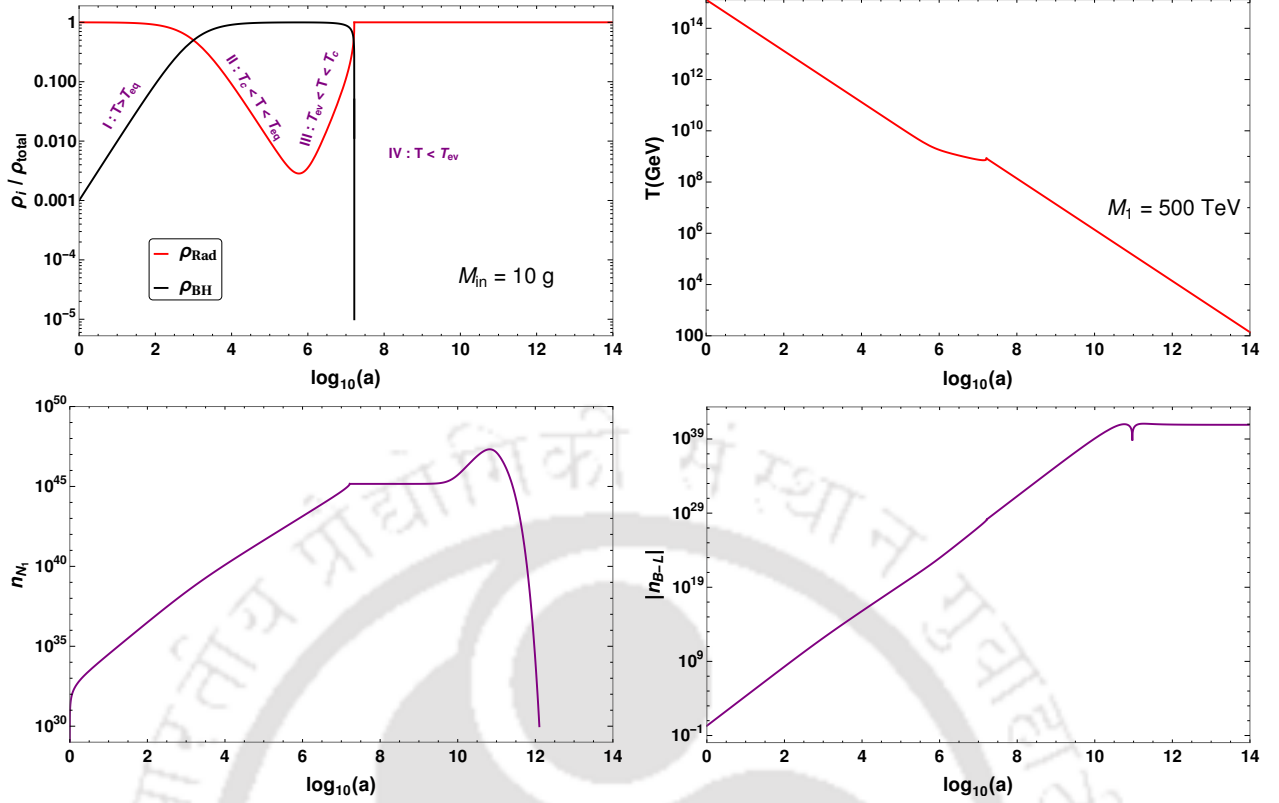 1
0.100
0.010
0.001
10⁻⁴
10⁻⁵
ρᵢ / ρ_total
I : T > T_eq
II : T_c < T < T_eq
III : T_ev < T < T_c
IV : T < T_ev
ρ_Rad
ρ_BH
M_in = 10 g
0 2 4 6 8 10 12 14
log₁₀(a)
10¹⁴
10¹²
10¹⁰
10⁸
10⁶
10⁴
100
T(GeV)
M₁ = 500 TeV
0 2 4 6 8 10 12 14
log₁₀(a)
10⁵⁰
10⁴⁵
10⁴⁰
10³⁵
10³⁰
n_N₁
0 2 4 6 8 10 12 14
log₁₀(a)
10³⁹
10²⁹
10¹⁹
10⁹
10⁻¹
|n_B-L|
0 2 4 6 8 10 12 14
log₁₀(a)